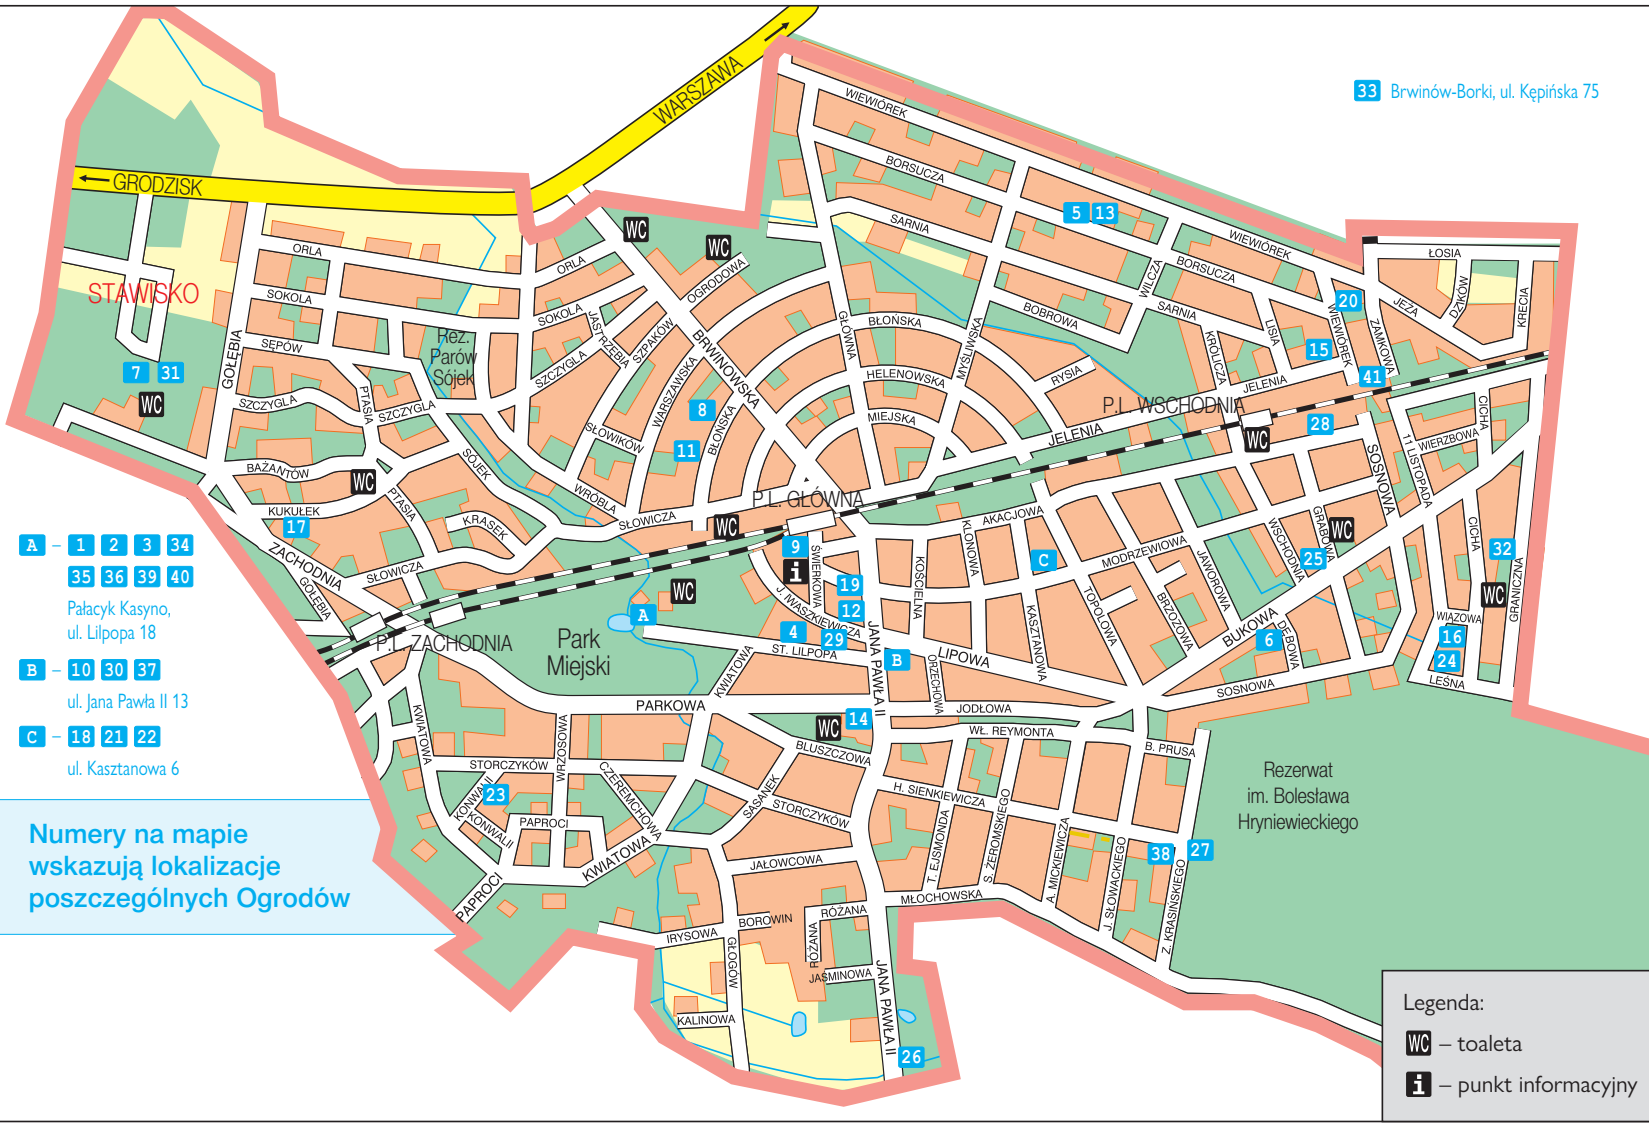 WARSZAWA
33 Brwinów-Borki, ul. Kępińska 75
GRODZISK
WIEWIÓREK
BORSUCZA
SARNIA
5 13
WIEWIÓREK
BORSUCZA
WILCZA
SARNIA
BOBROWA
ŁOSIA
JEŻA
DZIKÓW
KRECIA
20
WIEWIÓREK
ZAMKOWA
LISIA
KRÓLICZA
15
41
JELENIA
28
P.L. WSCHODNIA
WC
WC
WC
ORLA
ORLA
OGRODOWA
SOKOLA
SOKOLA
STAWISKO
GOŁĘBIA
SĘPÓW
Rez.
Parów
Sójek
JASTRZĘBIA
SZPAKÓW
BRWINOWSKA
GŁÓWNA
BŁOŃSKA
MYŚLIWSKA
HELENOWSKA
RYSIA
MIEJSKA
JELENIA
7 31
WC
SZCZYGLA
PTASIA
SZCZYGLA
SZCZYGLA
WARSZAWSKA
8
BŁOŃSKA
11
SŁOWIKÓW
BAŻANTÓW
WC
SÓJEK
PTASIA
WRÓBLA
SŁOWICZA
KRASEK
KUKUŁEK
17
ZACHODNIA
GOŁĘBIA
SŁOWICZA
P.L. GŁÓWNA
WC
CICHA
WIERZBOWA
11 LISTOPADA
SOSNOWA
A – 1 2 3 34
35 36 39 40
Pałacyk Kasyno,
ul. Lilpopa 18
B – 10 30 37
ul. Jana Pawła II 13
C – 18 21 22
ul. Kasztanowa 6
9
i
ŚWIERKOWA
J. IWASZKIEWICZA
19
12
4
29
ST. LILPOPA
A
WC
Park
Miejski
P.L. ZACHODNIA
JANA PAWŁA II
B
KOŚCIELNA
KLONOWA
AKACJOWA
C
MODRZEWIOWA
KASZTANOWA
TOPOLOWA
BRZOZOWA
JAWOROWA
WSCHODNIA
GRABOWA
WC
25
BUKOWA
6
DĘBOWA
CICHA
32
WC
GRANICZNA
WIĄZOWA
16
24
LEŚNA
SOSNOWA
LIPOWA
ORZECHOWA
JODŁOWA
KWIATOWA
PARKOWA
14
WC
BLUSZCZOWA
WŁ. REYMONTA
B. PRUSA
KWIATOWA
WRZOSOWA
STORCZYKÓW
CZEREMCHOWA
KONWALII
23
KONWALII
PAPROCI
KWIATOWA
PAPROCI
SASANEK
STORCZYKÓW
H. SIENKIEWICZA
T. EJSMONDA
S. ŻEROMSKIEGO
A. MICKIEWICZA
J. SŁOWACKIEGO
Z. KRASIŃSKIEGO
38
27
Rezerwat
im. Bolesława
Hryniewieckiego
Numery na mapie
wskazują lokalizacje
poszczególnych Ogrodów
JAŁOWCOWA
MŁOCHOWSKA
BOROWIN
RÓŻANA
RÓŻANA
IRYSOWA
GŁOGÓW
JAŚMINOWA
JANA PAWŁA II
KALINOWA
26
Legenda:
WC – toaleta
i – punkt informacyjny